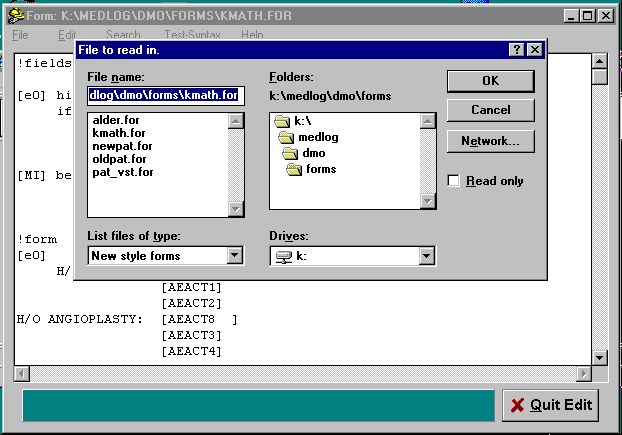 Form: K:\MEDLOG\DMO\FORMS\KMATH.FOR
File Edit Search Test-Syntax Help
File to read in.
!fields
[e0] hi
if
[MI] be
!form
[e0]
H/
File name:
dlog\dmo\forms\kmath.for
alder.for
kmath.for
newpat.for
oldpat.for
pat_vst.for
List files of type:
New style forms
Folders:
k:\medlog\dmo\forms
k:\
medlog
dmo
forms
Drives:
k:
OK
Cancel
Network...
Read only
[AEACT1]
[AEACT2]
H/O ANGIOPLASTY: [AEACT8 ]
[AEACT3]
[AEACT4]
Quit Edit